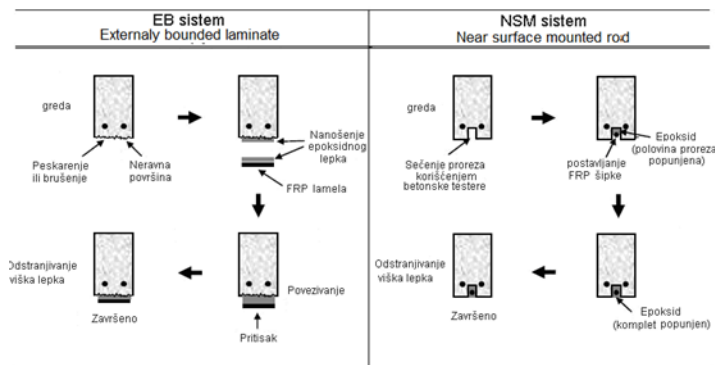 EB sistem
Externaly bounded laminate
NSM sistem
Near surface mounted rod
greda
Peskarenje
ili brušenje
Neravna
površina
Nanošenje
epoksidnog
lepka
FRP lamela
Odstranjivanje
viška lepka
Završeno
Povezivanje
Pritisak
greda
Sečenje proreza
korišćenjem
betonske testere
Epoksid
(polovina proreza
popunjena)
postavljanje
FRP šipke
Odstranjivanje
viška lepka
Završeno
Epoksid
(komplet popunjen)